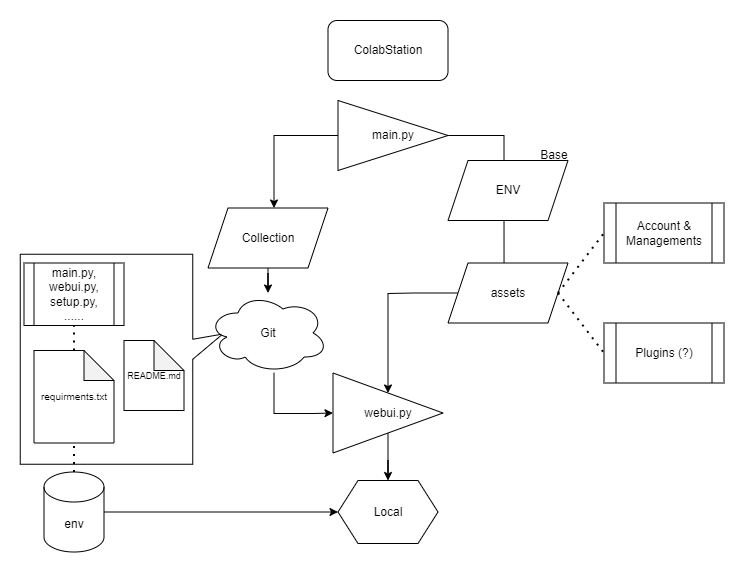 ColabStation
main.py
Base
ENV
Collection
Account &
Managements
main.py,
webui.py,
setup.py,
......
assets
Git
Plugins (?)
README.md
requirments.txt
webui.py
env
Local